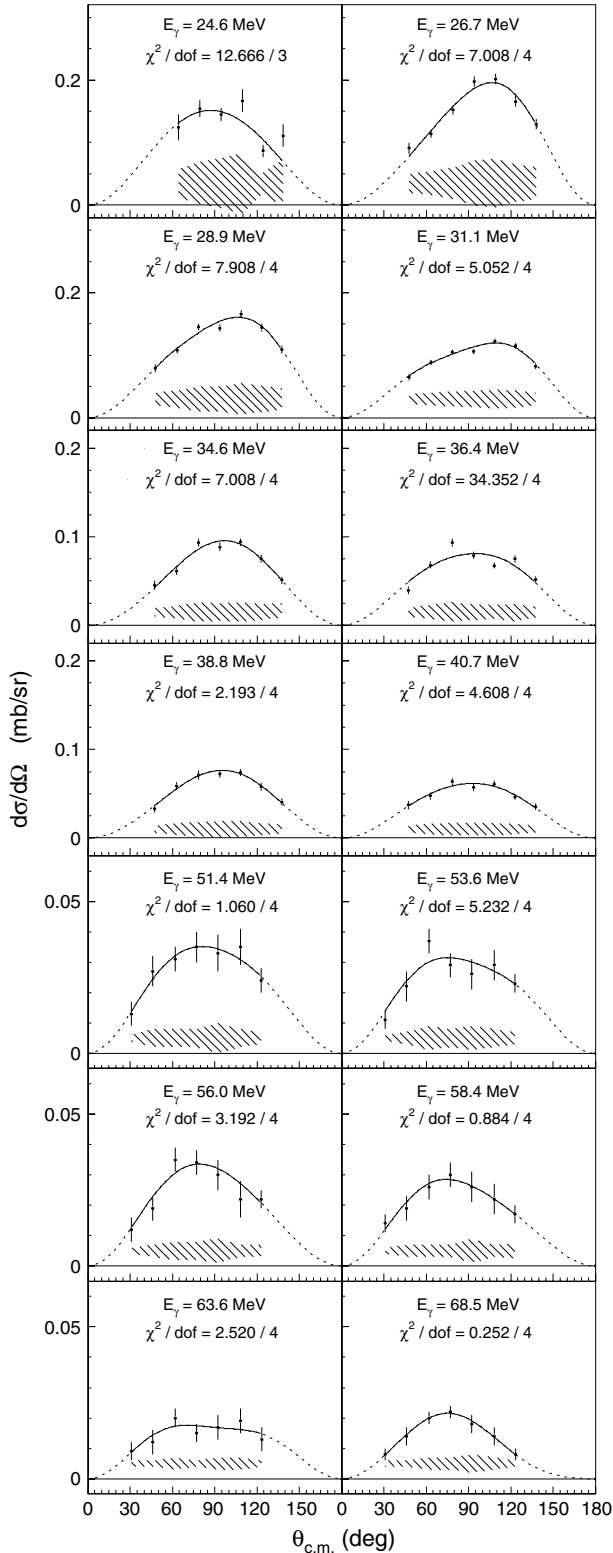 E_γ = 24.6 MeV
χ² / dof = 12.666 / 3
E_γ = 26.7 MeV
χ² / dof = 7.008 / 4
0.2
0
E_γ = 28.9 MeV
χ² / dof = 7.908 / 4
E_γ = 31.1 MeV
χ² / dof = 5.052 / 4
0.2
0
E_γ = 34.6 MeV
χ² / dof = 7.008 / 4
E_γ = 36.4 MeV
χ² / dof = 34.352 / 4
0.2
0.1
0
E_γ = 38.8 MeV
χ² / dof = 2.193 / 4
E_γ = 40.7 MeV
χ² / dof = 4.608 / 4
0.2
0.1
0
dσ/dΩ (mb/sr)
E_γ = 51.4 MeV
χ² / dof = 1.060 / 4
E_γ = 53.6 MeV
χ² / dof = 5.232 / 4
0.05
0
E_γ = 56.0 MeV
χ² / dof = 3.192 / 4
E_γ = 58.4 MeV
χ² / dof = 0.884 / 4
0.05
0
E_γ = 63.6 MeV
χ² / dof = 2.520 / 4
E_γ = 68.5 MeV
χ² / dof = 0.252 / 4
0.05
0
0 30 60 90 120 150 0 30 60 90 120 150 180
θ_c.m. (deg)